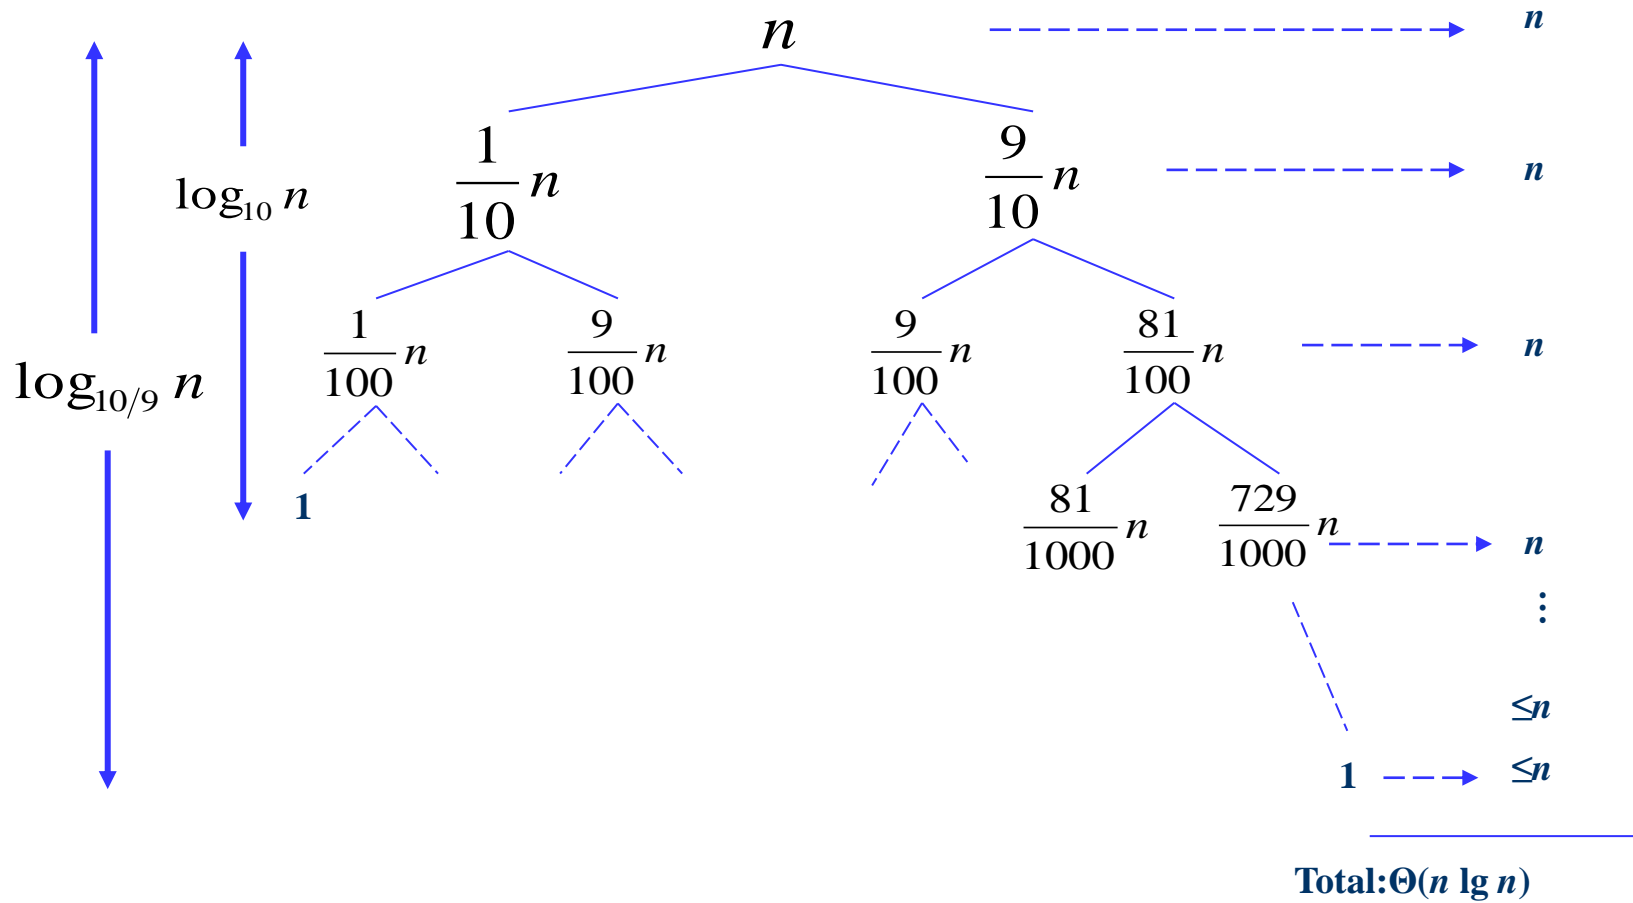 n n
1/10 n 9/10 n n
log₁₀ n
1/100 n 9/100 n 9/100 n 81/100 n n
log₁₀/₉ n
1 81/1000 n 729/1000 n n
⋮
≤n
1 ≤n
Total:Θ(n lg n)